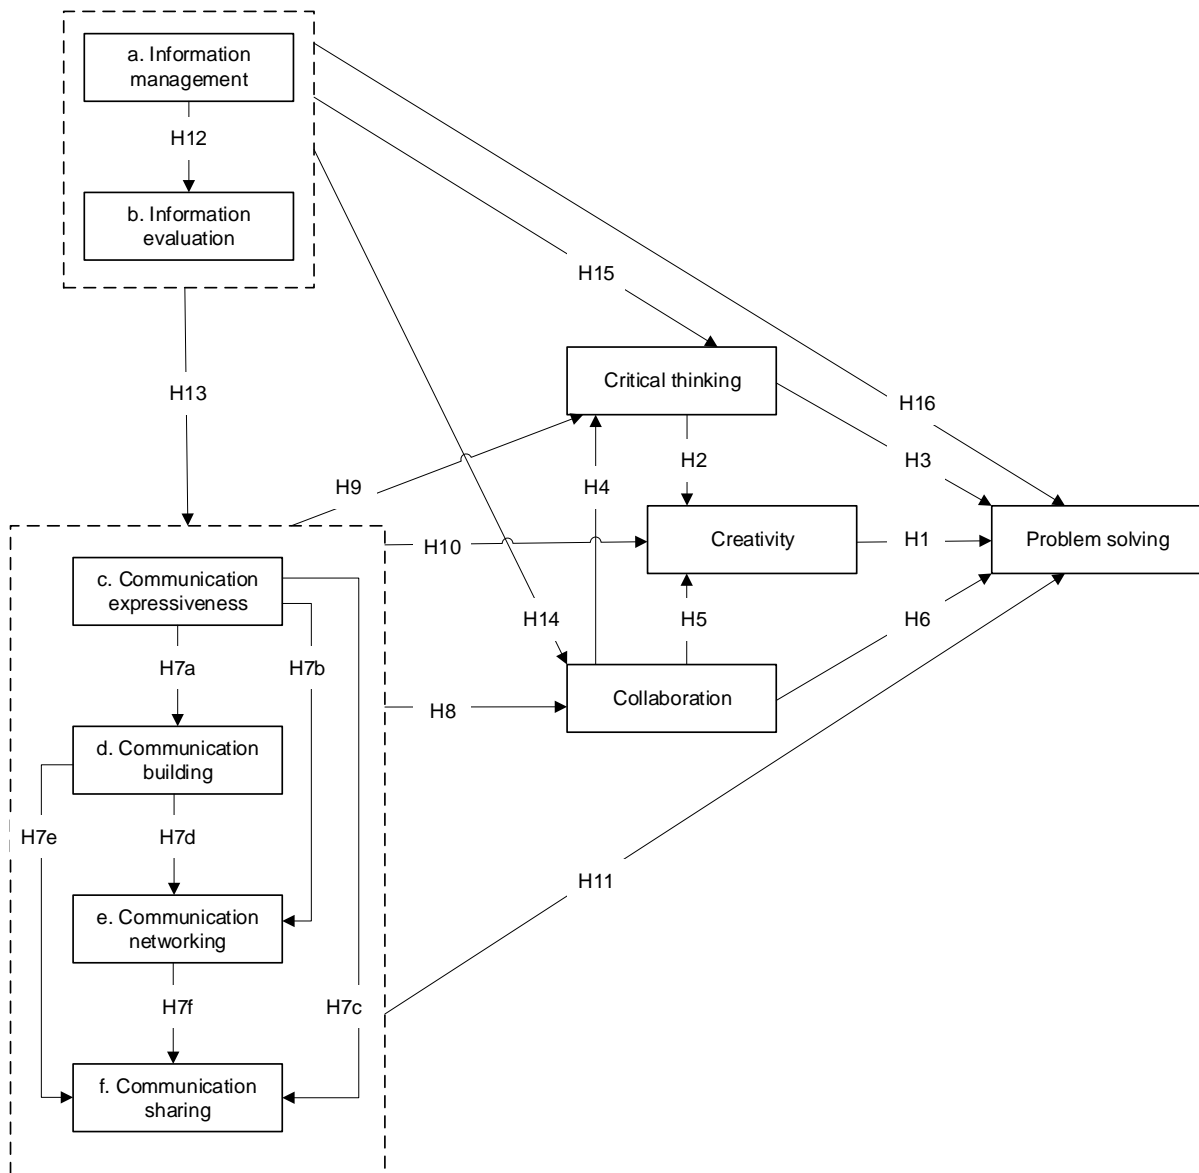 a. Information
management
H12
b. Information
evaluation
H15
H13
Critical thinking
H16
H9
H4
H2
H3
H10
Creativity
H1
Problem solving
c. Communication
expressiveness
H14
H5
H6
H7a
H7b
H8
Collaboration
d. Communication
building
H7e
H7d
H11
e. Communication
networking
H7f
H7c
f. Communication
sharing